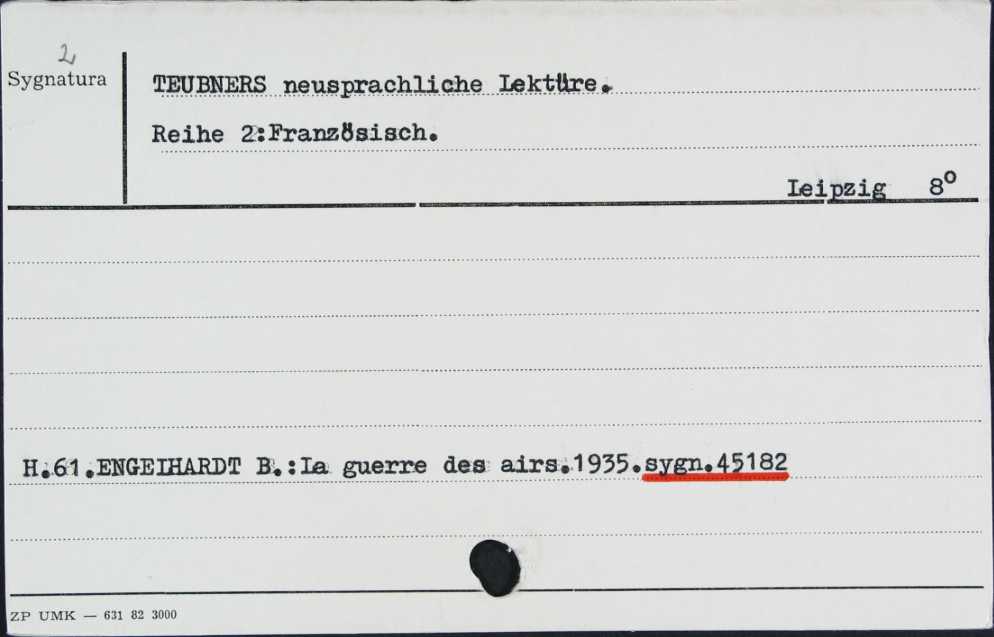 2
Sygnatura
TEUBNERS neusprachliche Lektüre.
Reihe 2:Französisch.
Leipzig 8°
H.61.ENGELHARDT B.:La guerre des airs.1935.sygn.45182
ZP UMK — 631 82 3000